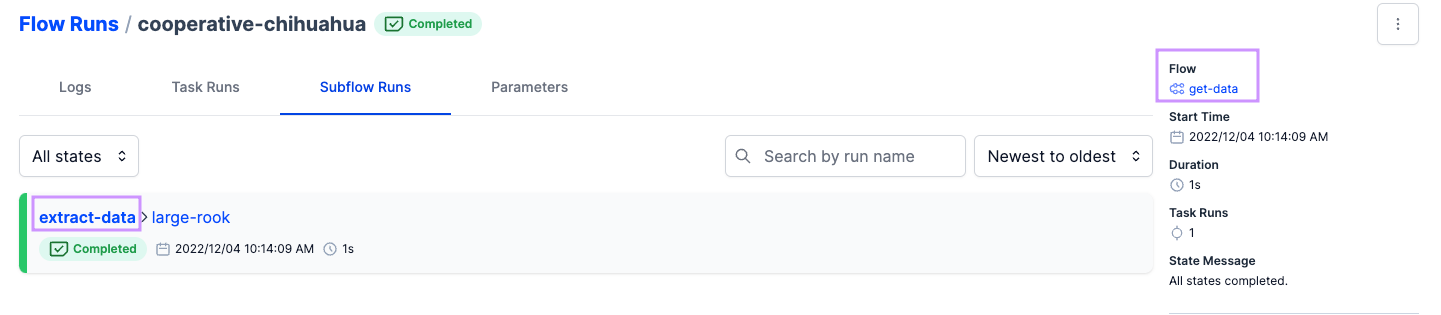 Flow Runs / cooperative-chihuahua Completed
Logs Task Runs Subflow Runs Parameters
All states Search by run name Newest to oldest
extract-data > large-rook
Completed 2022/12/04 10:14:09 AM 1s
Flow
get-data
Start Time
2022/12/04 10:14:09 AM
Duration
1s
Task Runs
1
State Message
All states completed.